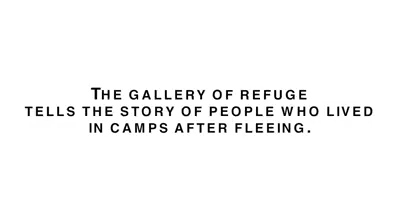 THE GALLERY OF REFUGE
TELLS THE STORY OF PEOPLE WHO LIVED
IN CAMPS AFTER FLEEING.